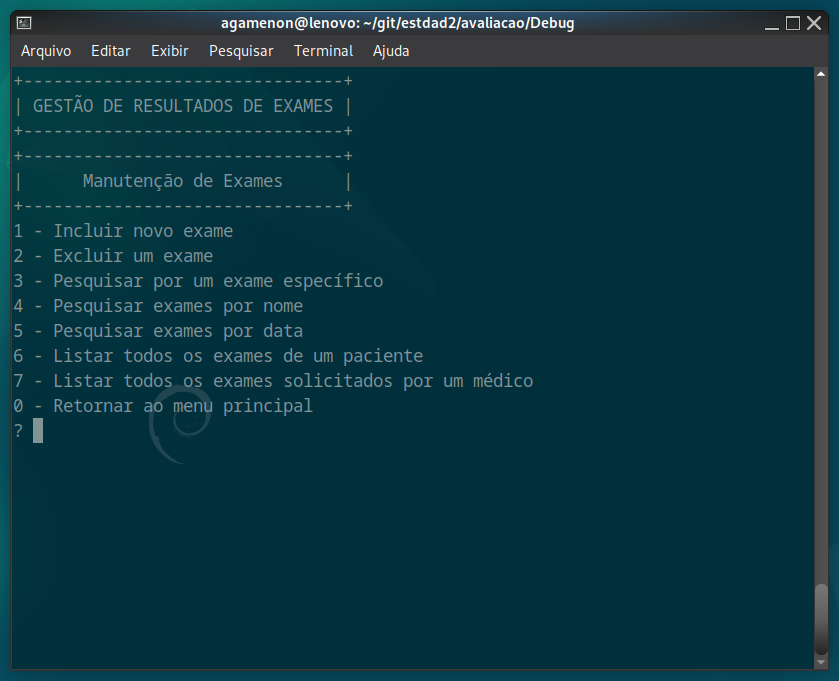 agamenon@lenovo: ~/git/estdad2/avaliacao/Debug
Arquivo Editar Exibir Pesquisar Terminal Ajuda
+--------------------------------+
| GESTÃO DE RESULTADOS DE EXAMES |
+--------------------------------+
+--------------------------------+
|      Manutenção de Exames      |
+--------------------------------+
1 - Incluir novo exame
2 - Excluir um exame
3 - Pesquisar por um exame específico
4 - Pesquisar exames por nome
5 - Pesquisar exames por data
6 - Listar todos os exames de um paciente
7 - Listar todos os exames solicitados por um médico
0 - Retornar ao menu principal
?